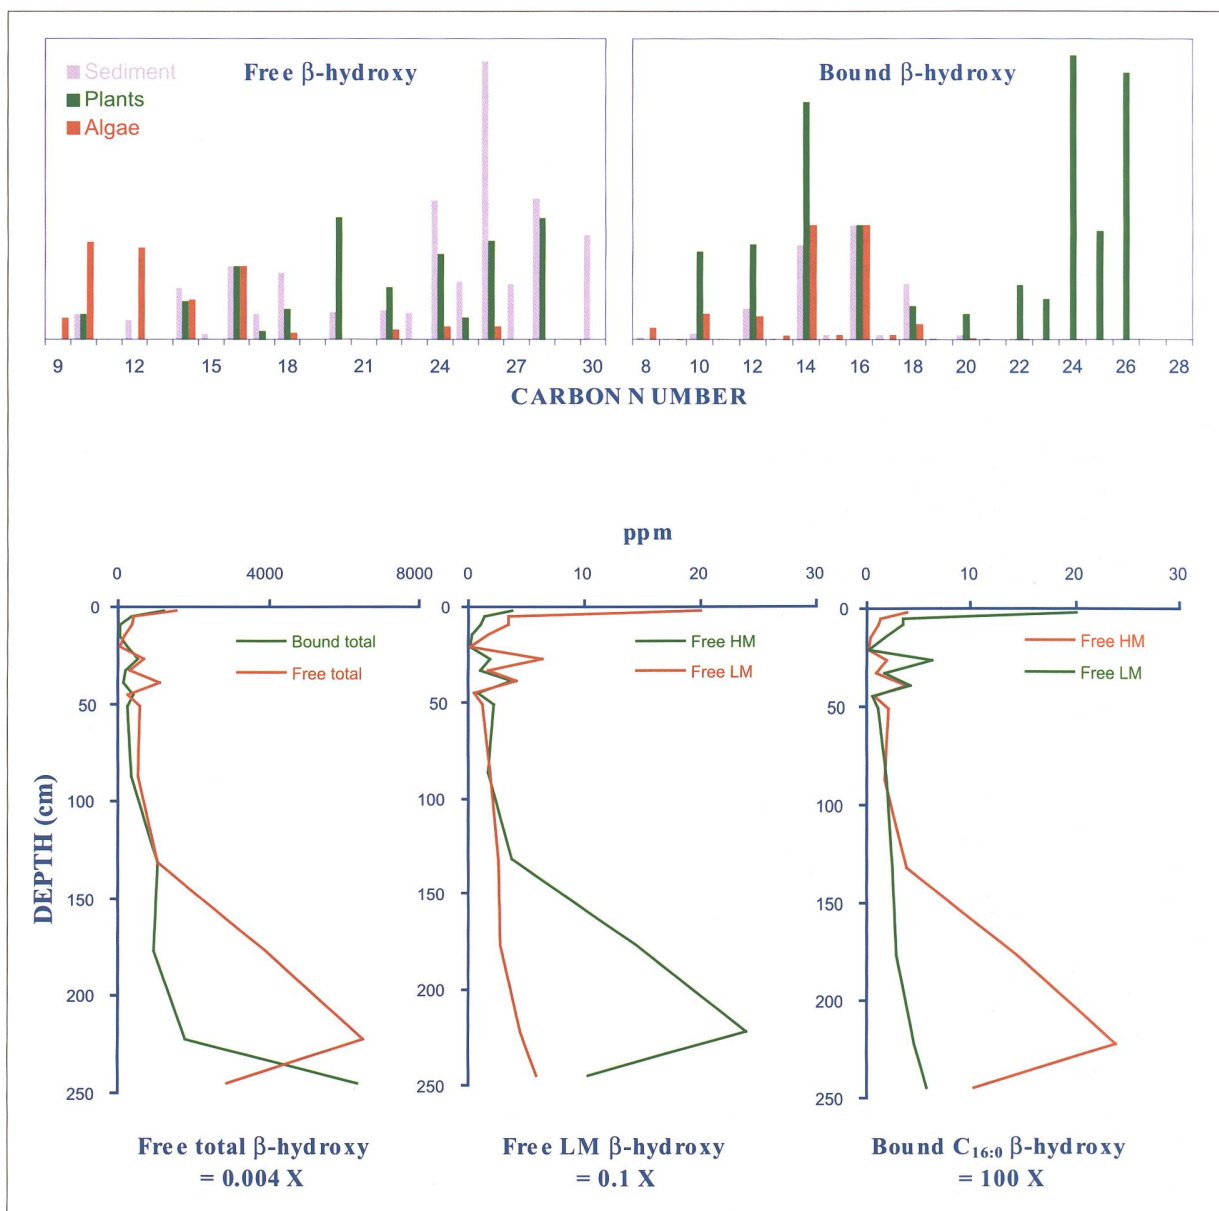 Sediment
Plants
Algae
Free β-hydroxy
Bound β-hydroxy
9 12 15 18 21 24 27 30
8 10 12 14 16 18 20 22 24 26 28
CARBON NUMBER
ppm
0 4000 8000
0 10 20 30
0 10 20 30
DEPTH (cm)
0
50
100
150
200
250
Bound total
Free total
0
50
100
150
200
250
Free HM
Free LM
0
50
100
150
200
250
Free HM
Free LM
Free total β-hydroxy
= 0.004 X
Free LM β-hydroxy
= 0.1 X
Bound C16:0 β-hydroxy
= 100 X